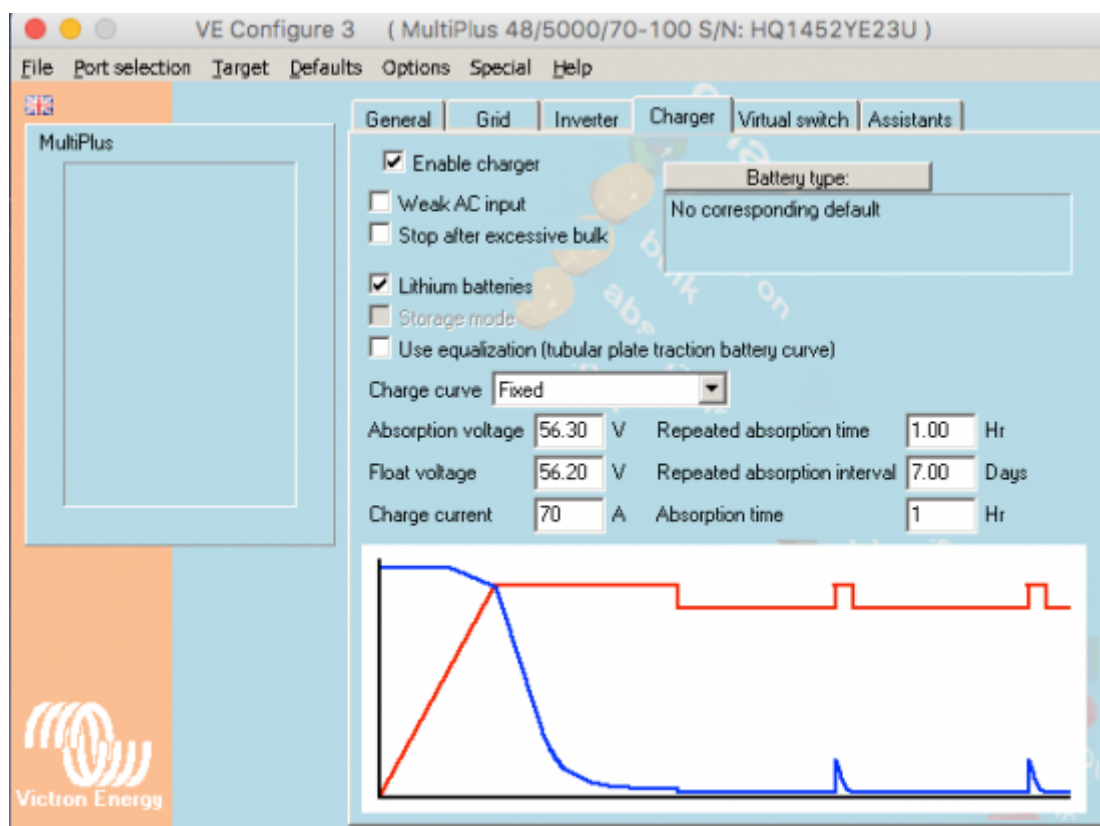 VE Configure 3 ( MultiPlus 48/5000/70-100 S/N: HQ1452YE23U )
File Port selection Target Defaults Options Special Help
General Grid Inverter Charger Virtual switch Assistants
MultiPlus
Enable charger
Battery type:
Weak AC input
No corresponding default
Stop after excessive bulk
Lithium batteries
Storage mode
Use equalization (tubular plate traction battery curve)
Charge curve Fixed
Absorption voltage 56.30 V Repeated absorption time 1.00 Hr
Float voltage 56.20 V Repeated absorption interval 7.00 Days
Charge current 70 A Absorption time 1 Hr
bulk
Victron Energy